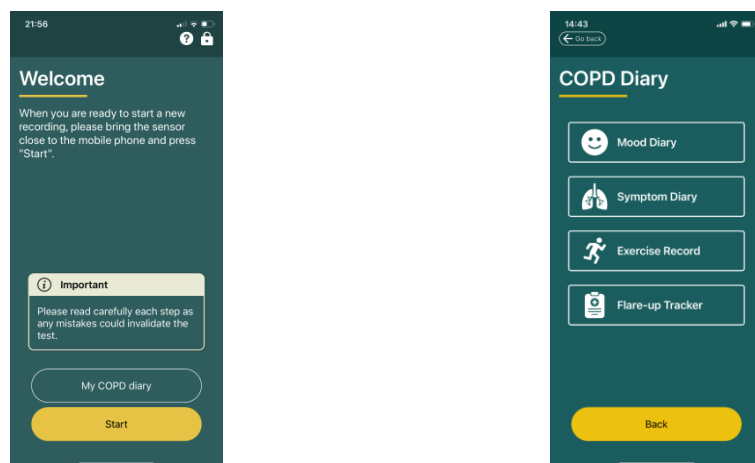 21:56
Welcome
When you are ready to start a new
recording, please bring the sensor
close to the mobile phone and press
"Start".
Important
Please read carefully each step as
any mistakes could invalidate the
test.
My COPD diary
Start
14:43
Go back
COPD Diary
Mood Diary
Symptom Diary
Exercise Record
Flare-up Tracker
Back